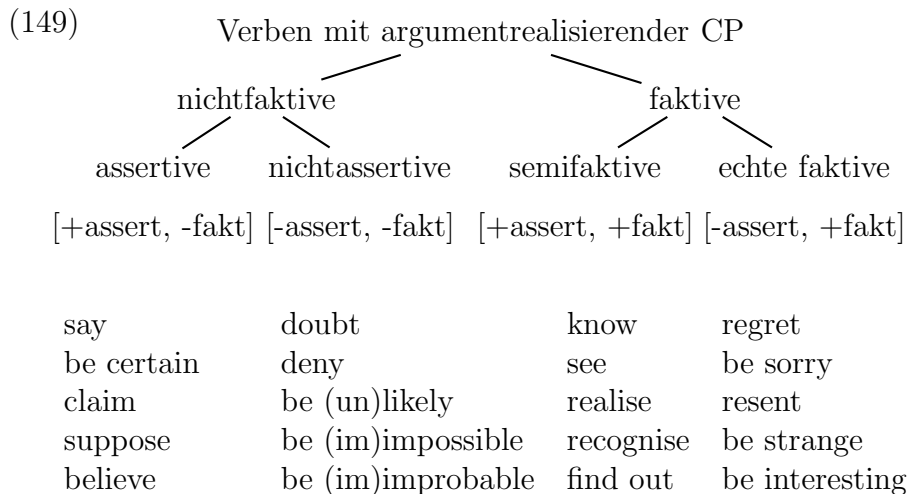 (149) Verben mit argumentrealisierender CP
nichtfaktive faktive
assertive nichtassertive semifaktive echte faktive
[+assert, -fakt] [-assert, -fakt] [+assert, +fakt] [-assert, +fakt]
say doubt know regret
be certain deny see be sorry
claim be (un)likely realise resent
suppose be (im)impossible recognise be strange
believe be (im)improbable find out be interesting